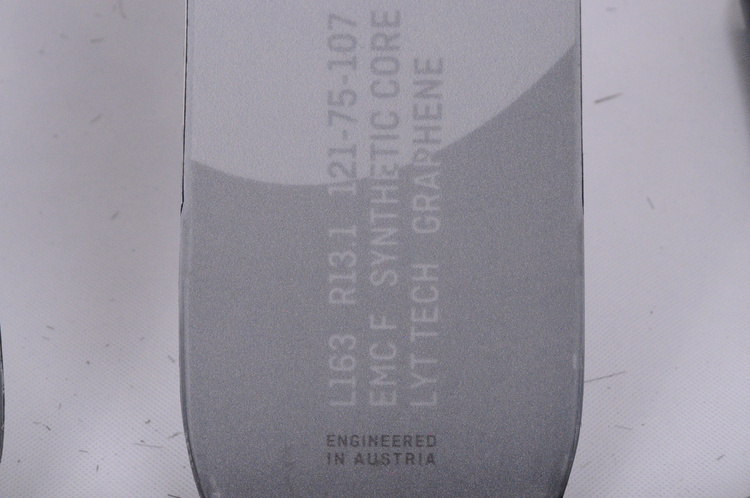 L163 R13.1 121-75-107
EMC F SYNTHETIC CORE
LYT TECH GRAPHENE
ENGINEERED
IN AUSTRIA